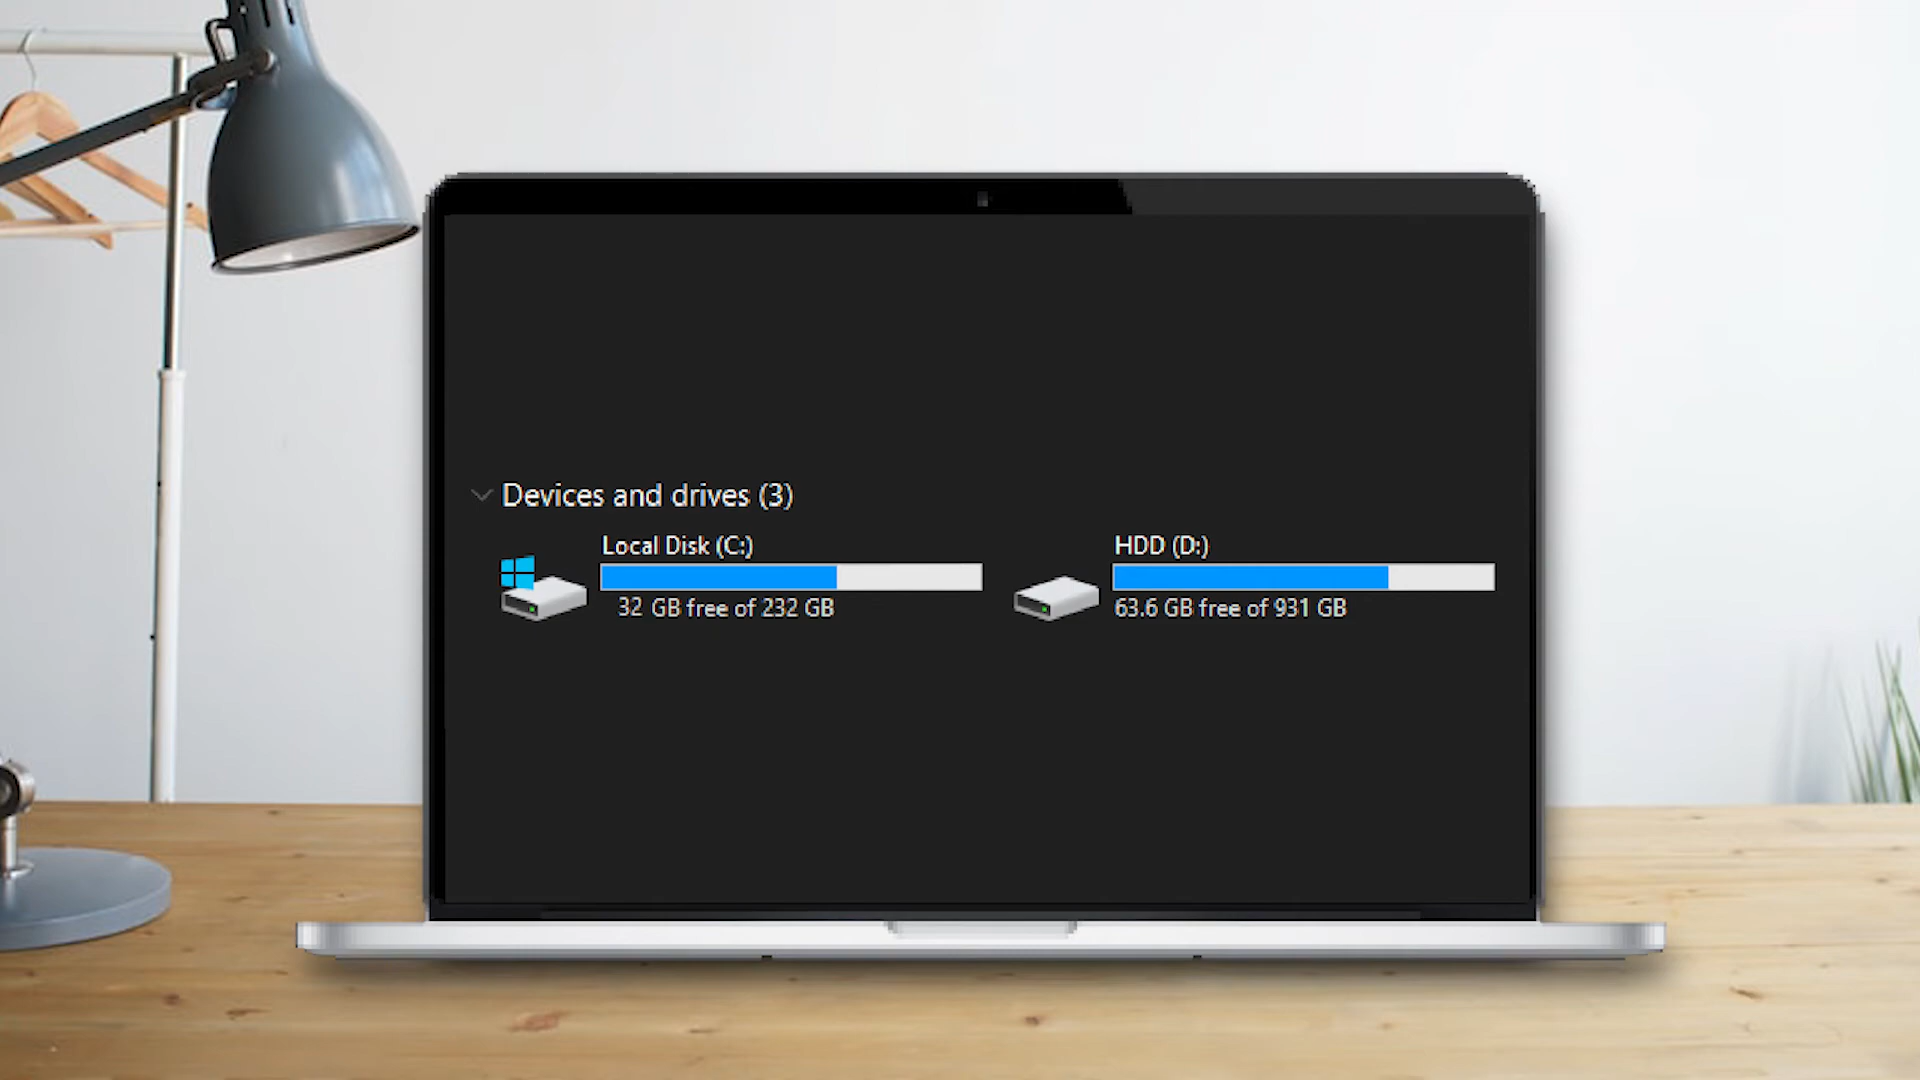 Devices and drives (3)
Local Disk (C:)
32 GB free of 232 GB
HDD (D:)
63.6 GB free of 931 GB